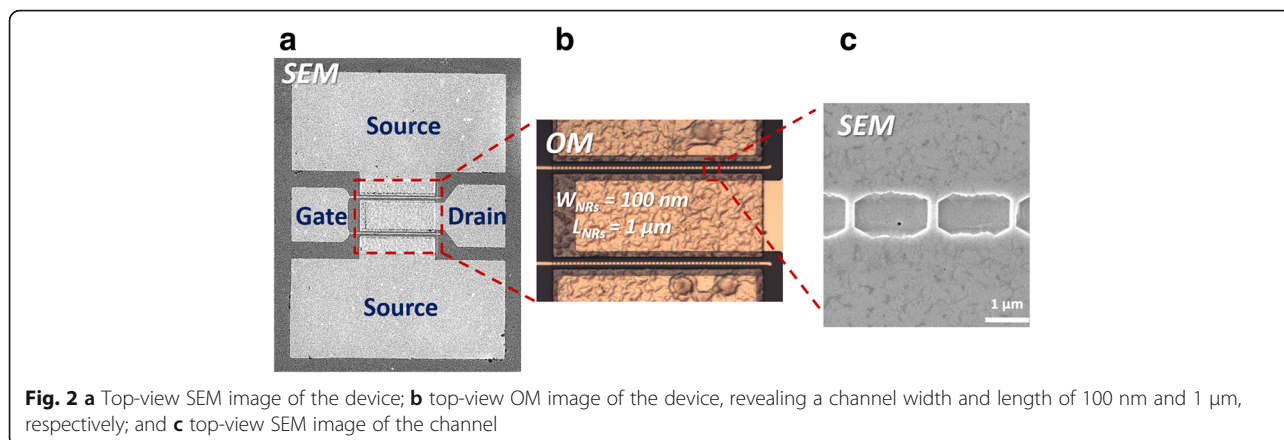 a
b
c
SEM
Source
Gate
Drain
Source
OM
W_NRs = 100 nm
L_NRs = 1 µm
SEM
1 µm
Fig. 2 a Top-view SEM image of the device; b top-view OM image of the device, revealing a channel width and length of 100 nm and 1 µm,
respectively; and c top-view SEM image of the channel